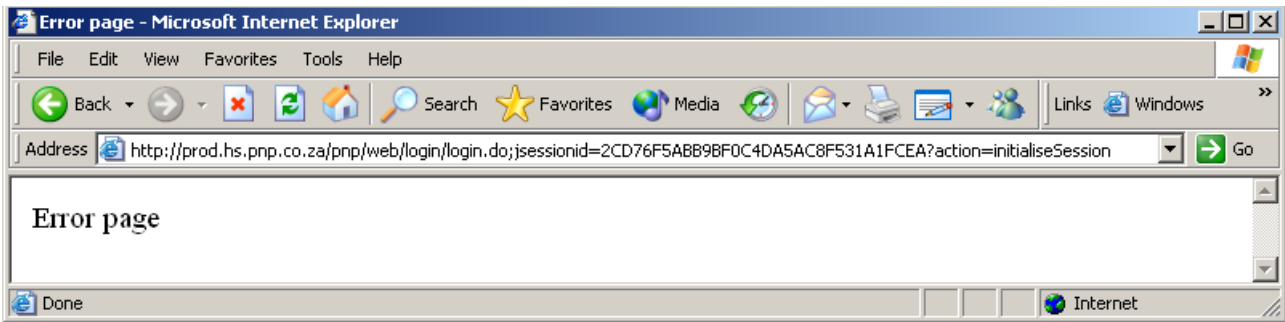 Error page - Microsoft Internet Explorer
File Edit View Favorites Tools Help
Back Search Favorites Media Links Windows »
Address http://prod.hs.pnp.co.za/pnp/web/login/login.do;jsessionid=2CD76F5ABB9BF0C4DA5AC8F531A1FCEA?action=initialiseSession Go
Error page
Done Internet